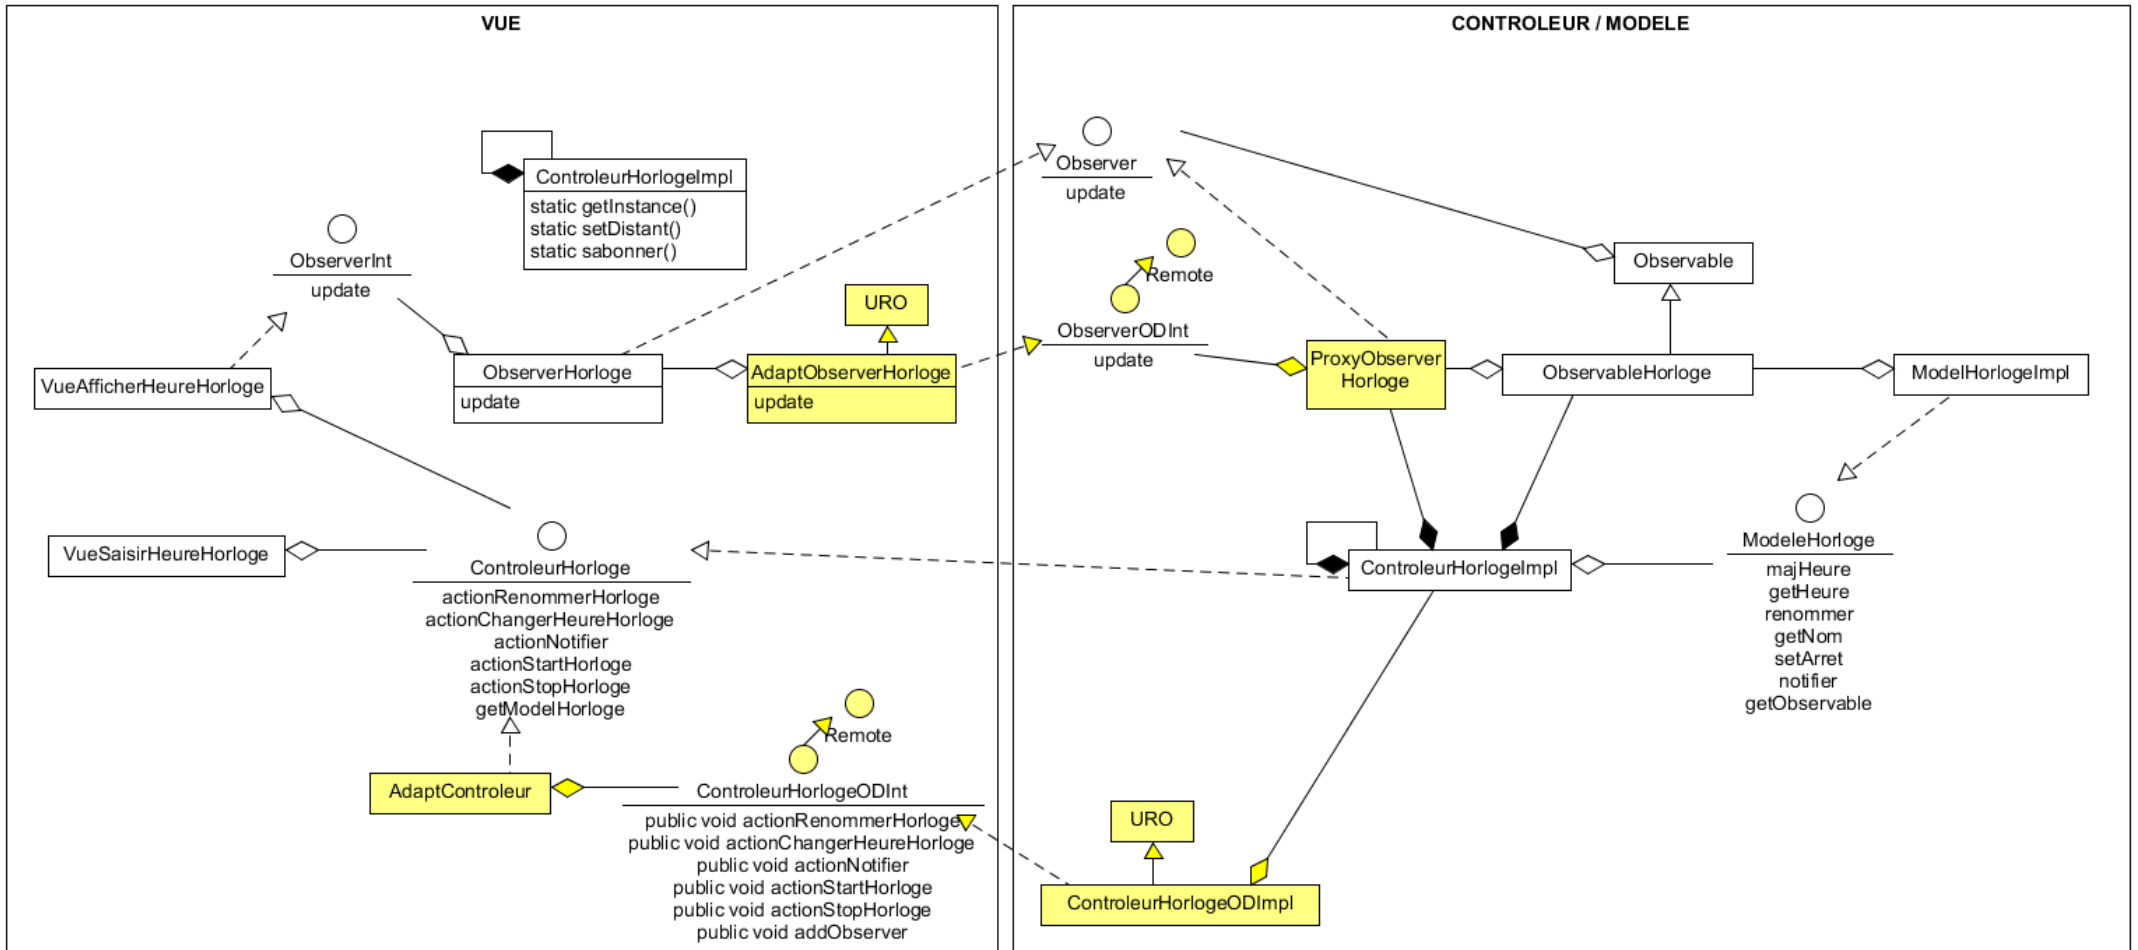 VUE
CONTROLEUR / MODELE
ControleurHorlogeImpl
static getInstance()
static setDistant()
static sabonner()
ObserverInt
update
URO
VueAfficherHeureHorloge
ObserverHorloge
update
AdaptObserverHorloge
update
VueSaisirHeureHorloge
ControleurHorloge
actionRenommerHorloge
actionChangerHeureHorloge
actionNotifier
actionStartHorloge
actionStopHorloge
getModelHorloge
Remote
AdaptControleur
ControleurHorlogeODInt
public void actionRenommerHorloge
public void actionChangerHeureHorloge
public void actionNotifier
public void actionStartHorloge
public void actionStopHorloge
public void addObserver
Observer
update
Remote
ObserverODInt
update
Observable
ProxyObserver
Horloge
ObservableHorloge
ModelHorlogeImpl
ControleurHorlogeImpl
ModeleHorloge
majHeure
getHeure
renommer
getNom
setArret
notifier
getObservable
URO
ControleurHorlogeODImpl